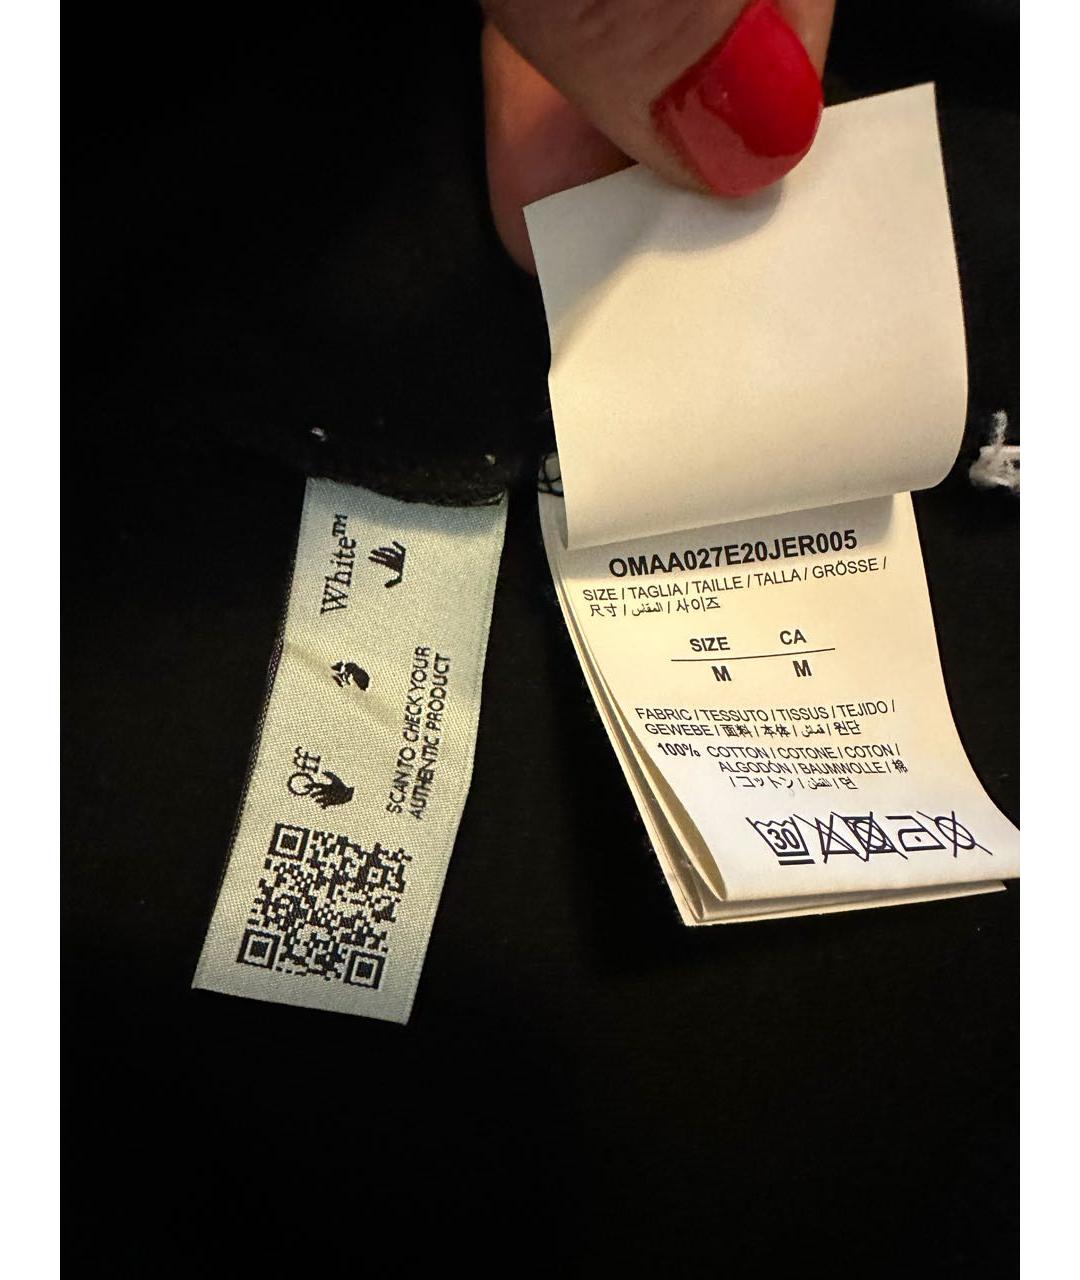 Off White™
SCAN TO CHECK YOUR
AUTHENTIC PRODUCT
OMAA027E20JER005
SIZE / TAGLIA / TAILLE / TALLA / GRÖSSE /
尺寸 / المقاس / 사이즈
SIZE CA
M M
FABRIC / TESSUTO / TISSUS / TEJIDO /
GEWEBE / 面料 / 本体 / قماش / 원단
100% COTTON / COTONE / COTON /
ALGODÓN / BAUMWOLLE / 棉
/ コットン / القطن / 면
30